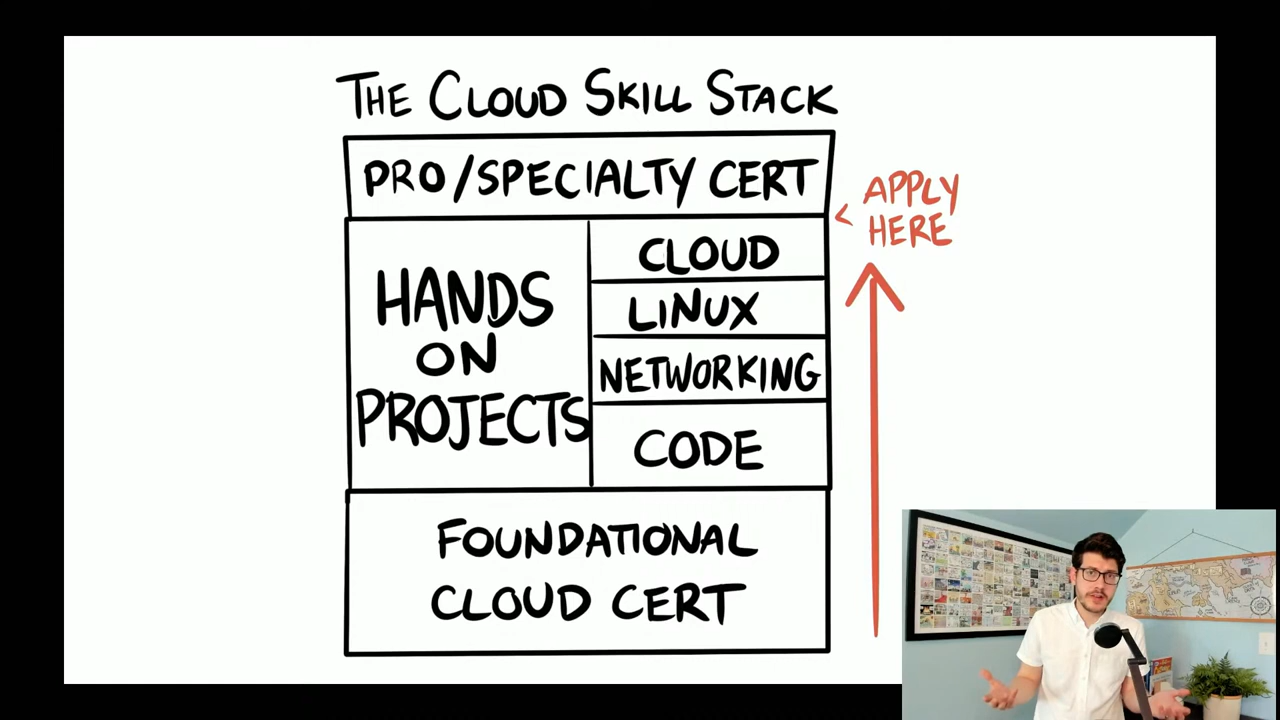 THE CLOUD SKILL STACK
PRO/SPECIALTY CERT
< APPLY
HERE
HANDS
ON
PROJECTS
CLOUD
LINUX
NETWORKING
CODE
FOUNDATIONAL
CLOUD CERT